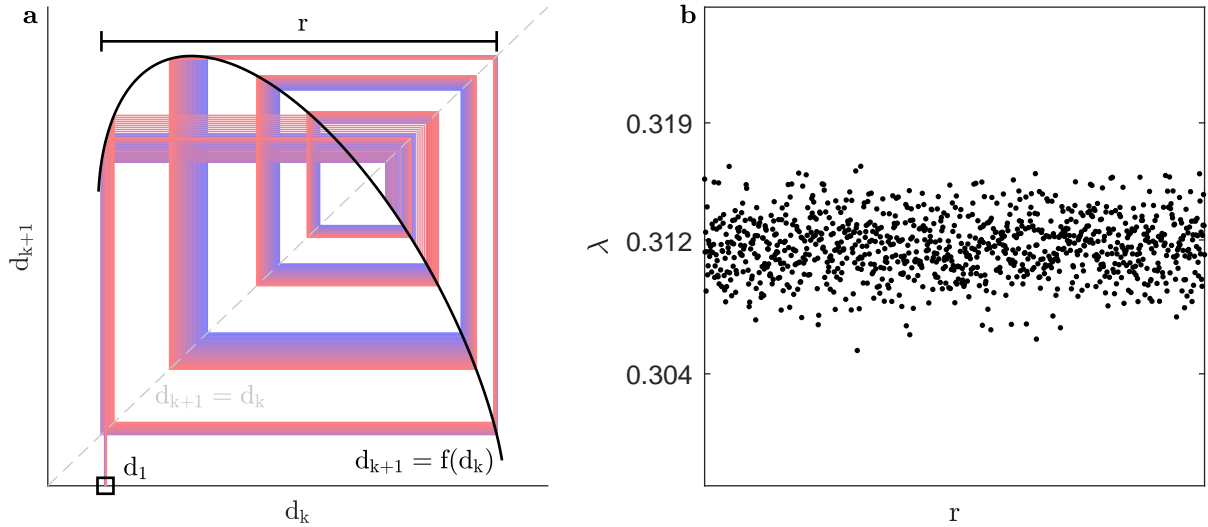 a
r
d_{k+1}
d_{k+1} = d_k
d_1
d_{k+1} = f(d_k)
d_k
b
0.319
0.312
0.304
λ
r